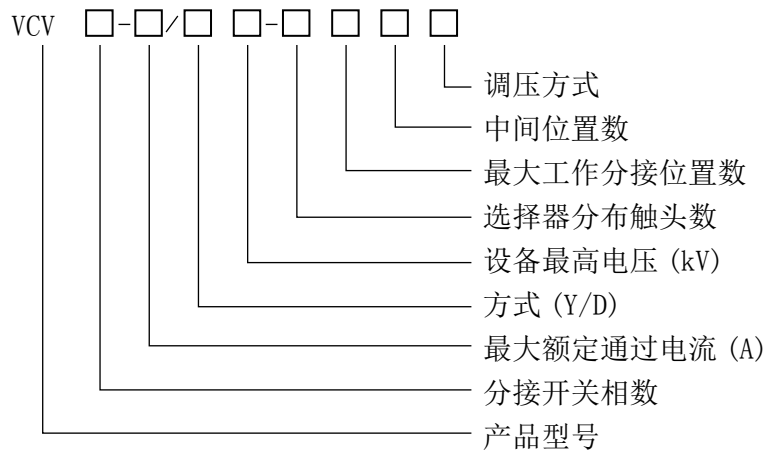 VCV □-□/□ □-□ □ □ □
调压方式
中间位置数
最大工作分接位置数
选择器分布触头数
设备最高电压 (kV)
方式 (Y/D)
最大额定通过电流 (A)
分接开关相数
产品型号